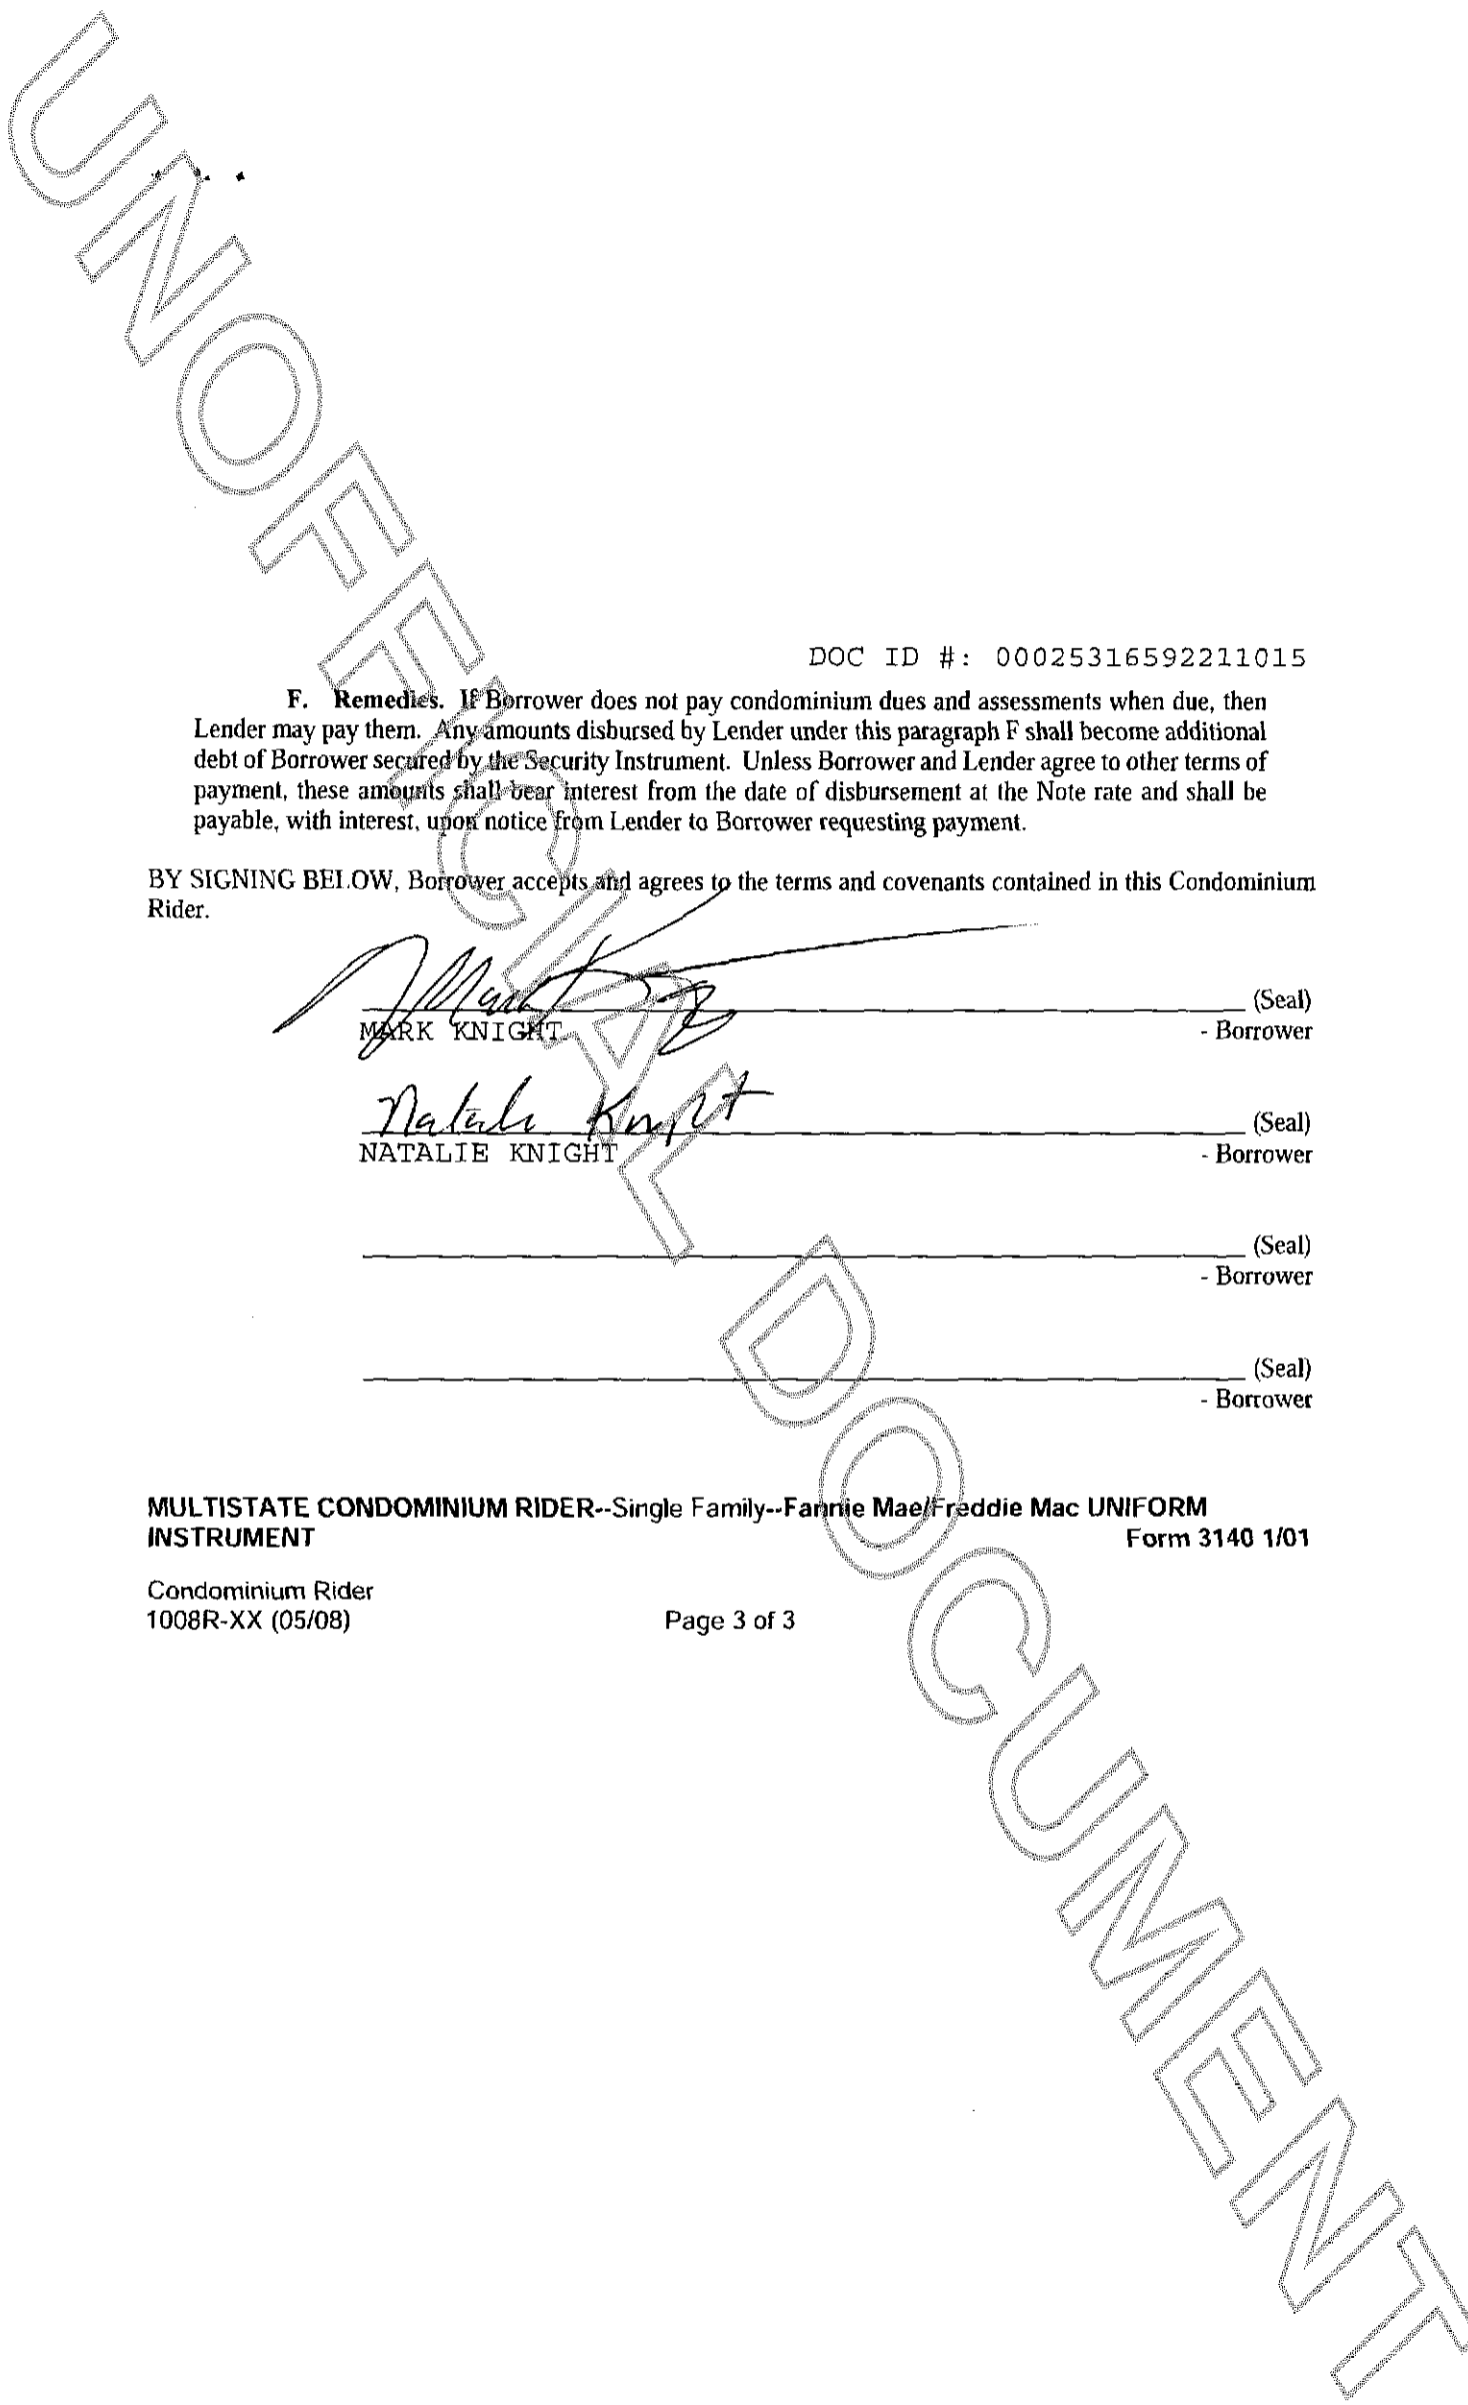 DOC ID #: 00025316592211015
F. Remedies. If Borrower does not pay condominium dues and assessments when due, then
Lender may pay them. Any amounts disbursed by Lender under this paragraph F shall become additional
debt of Borrower secured by the Security Instrument. Unless Borrower and Lender agree to other terms of
payment, these amounts shall bear interest from the date of disbursement at the Note rate and shall be
payable, with interest, upon notice from Lender to Borrower requesting payment.
BY SIGNING BELOW, Borrower accepts and agrees to the terms and covenants contained in this Condominium
Rider.
Mark K (Seal)
MARK KNIGHT - Borrower
Natalie Knight (Seal)
NATALIE KNIGHT - Borrower
(Seal)
- Borrower
(Seal)
- Borrower
MULTISTATE CONDOMINIUM RIDER--Single Family--Fannie Mae/Freddie Mac UNIFORM
INSTRUMENT Form 3140 1/01
Condominium Rider
1008R-XX (05/08) Page 3 of 3
UNOFFICIAL DOCUMENT